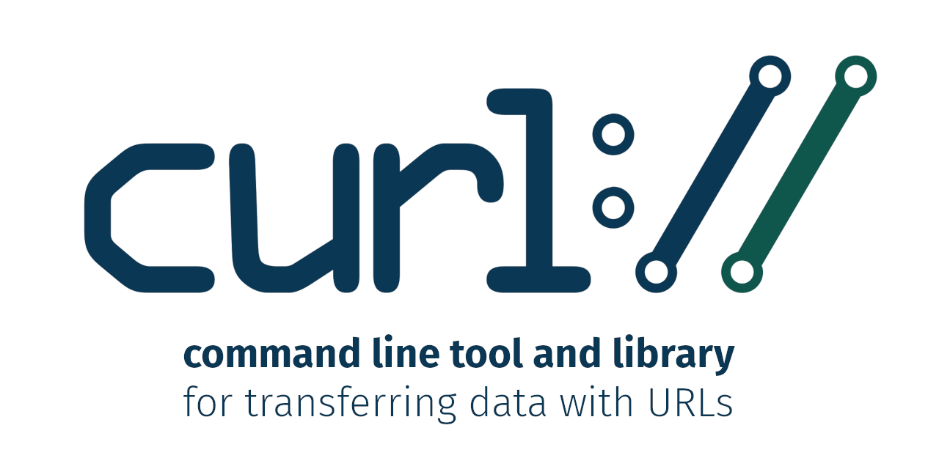 curl://
command line tool and library
for transferring data with URLs